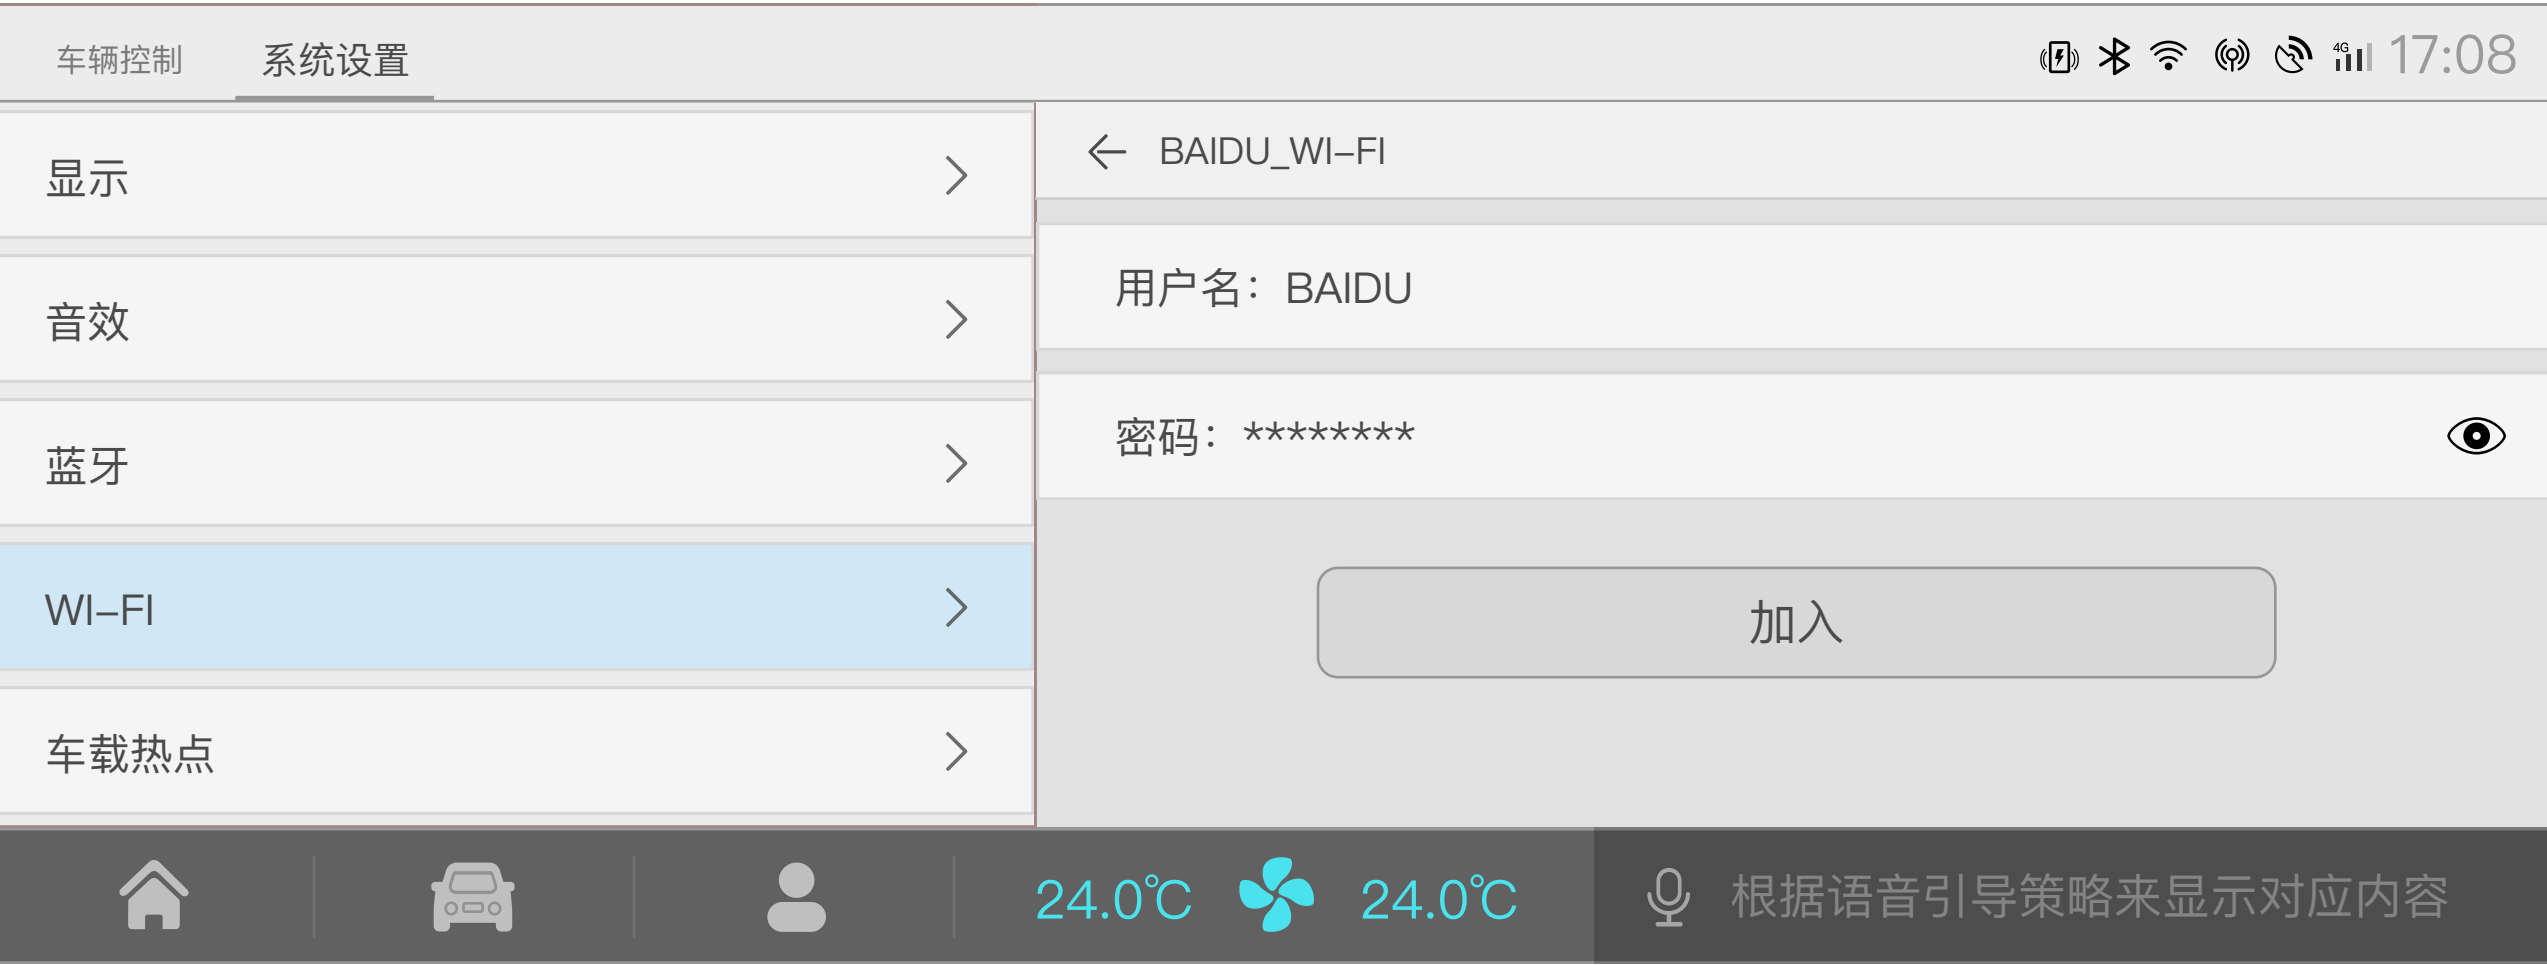 车辆控制 系统设置 4G 17:08
显示
音效
蓝牙
WI-FI
车载热点
BAIDU_WI-FI
用户名：BAIDU
密码：********
加入
24.0℃ 24.0℃ 根据语音引导策略来显示对应内容